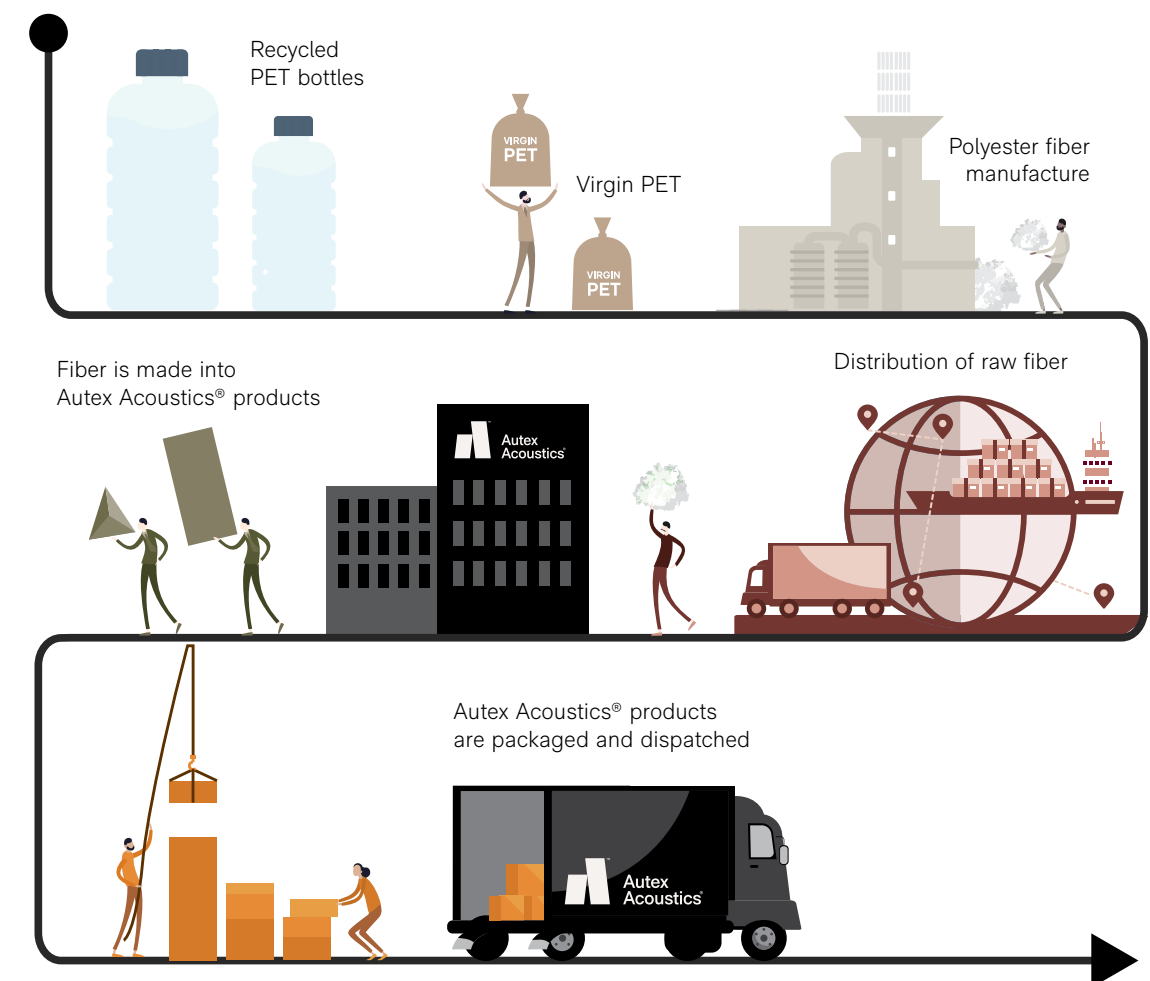 Recycled
PET bottles
VIRGIN
PET
Virgin PET
VIRGIN
PET
Polyester fiber
manufacture
Distribution of raw fiber
Fiber is made into
Autex Acoustics® products
Autex
Acoustics®
Autex Acoustics® products
are packaged and dispatched
Autex
Acoustics®